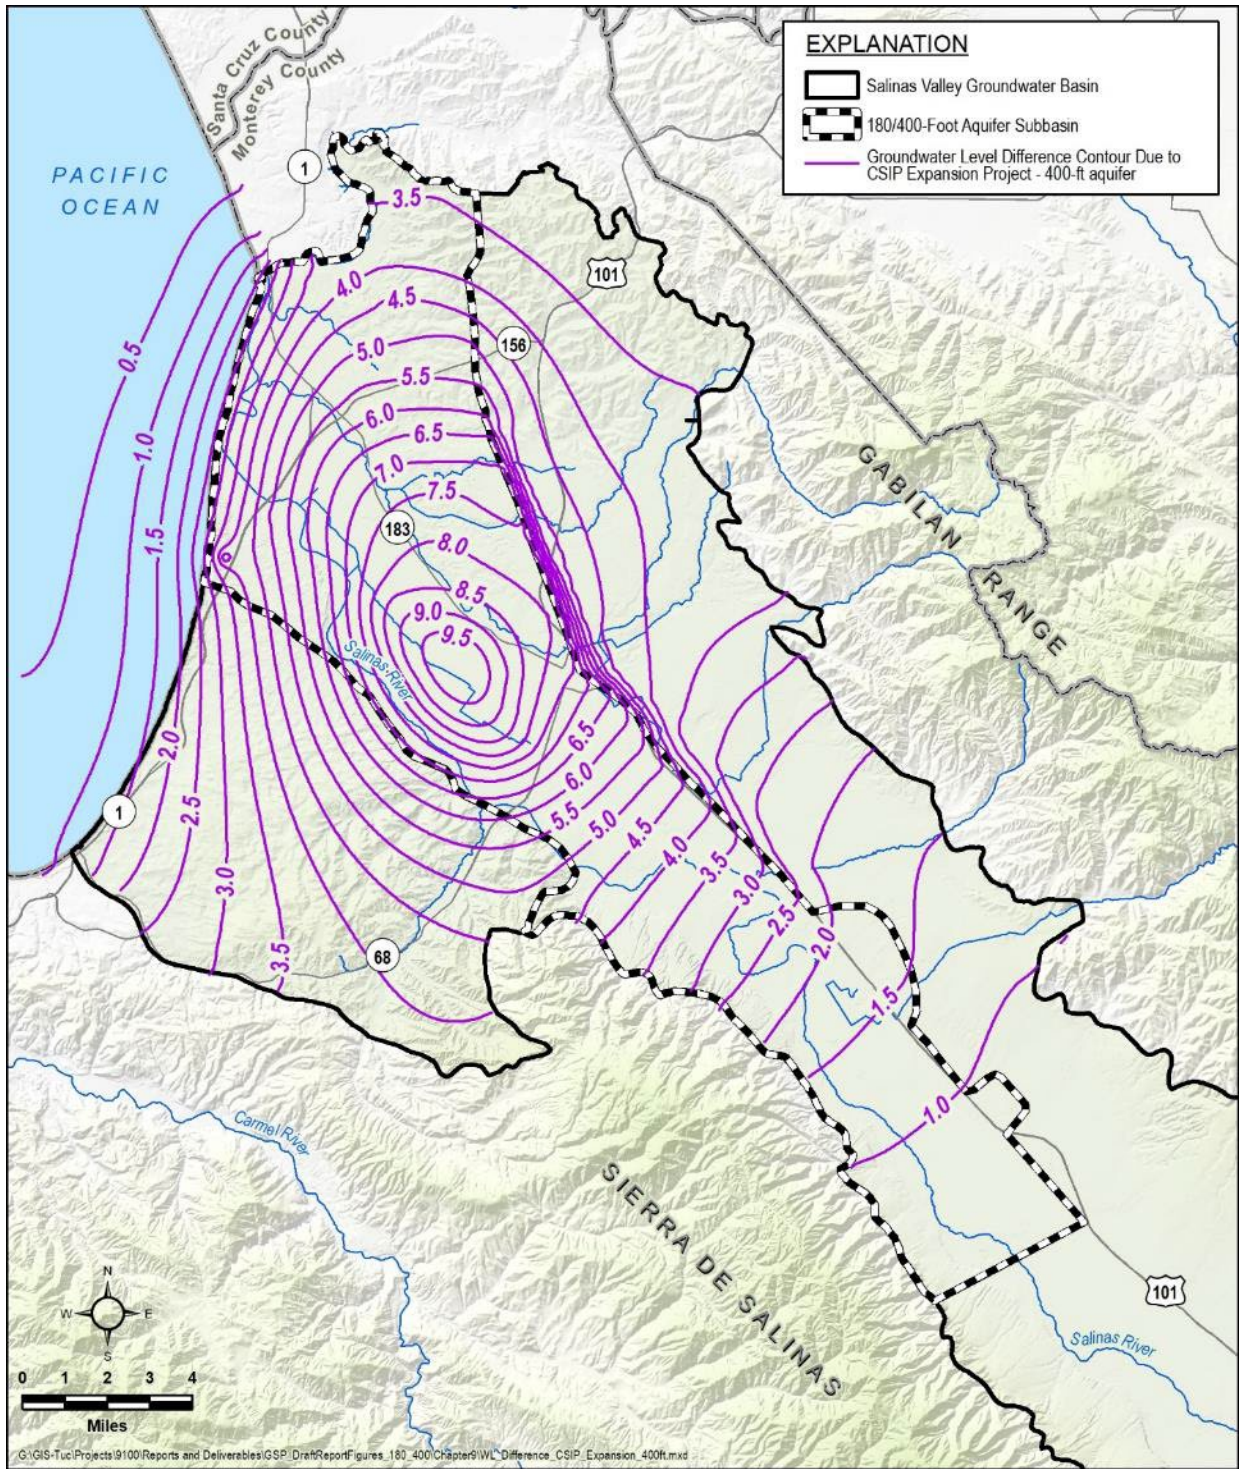 EXPLANATION
Salinas Valley Groundwater Basin
180/400-Foot Aquifer Subbasin
Groundwater Level Difference Contour Due to
CSIP Expansion Project - 400-ft aquifer
Santa Cruz County
Monterey County
PACIFIC
OCEAN
1
3.5
101
4.0
4.5
156
0.5
5.0
5.5
6.0
6.5
1.0
7.0
7.5
GABILAN
RANGE
183
1.5
8.0
8.5
9.0
9.5
Salinas River
2.0
6.5
6.0
5.5
5.0
4.5
4.0
3.5
3.0
2.5
2.0
1
2.5
3.0
3.5
68
1.5
1.0
Carmel River
SIERRA DE SALINAS
101
Salinas River
N
W
E
S
0 1 2 3 4
Miles
G:\GIS-Tuc\Projects\9100\Reports and Deliverables\GSP_DraftReportFigures_180_400\Chapter9\WL_Difference_CSIP_Expansion_400ft.mxd